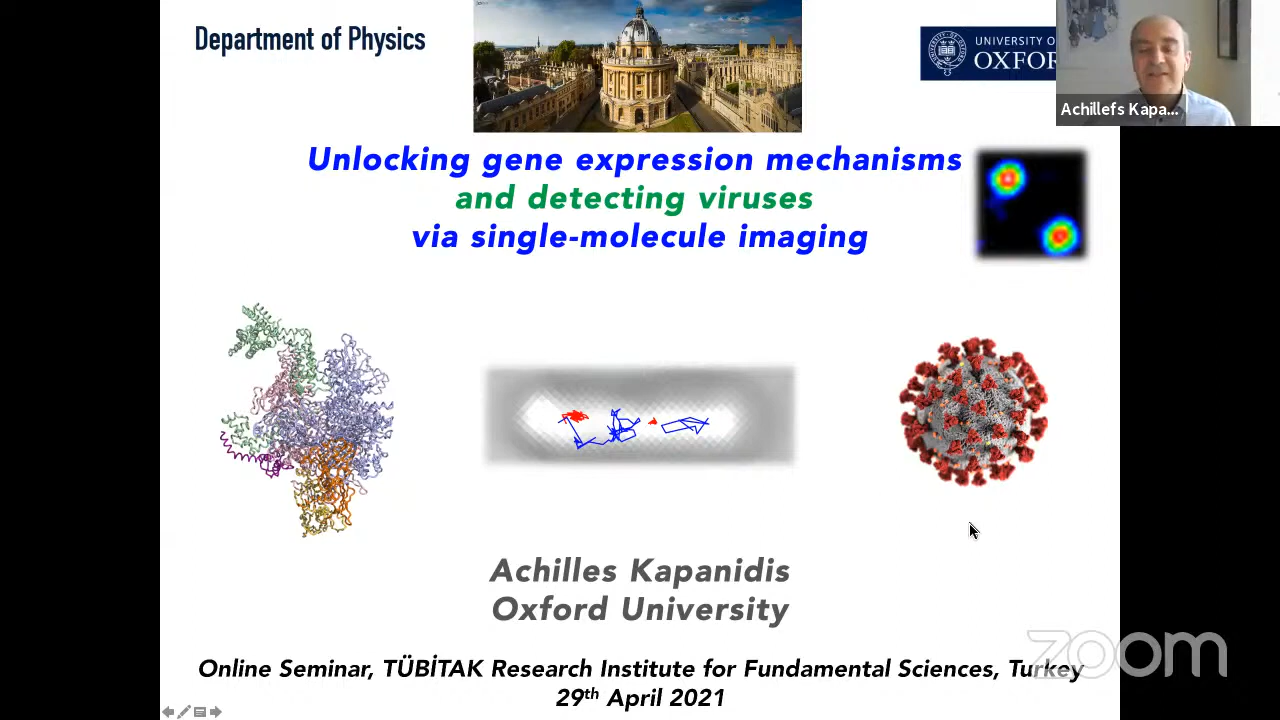 Department of Physics
UNIVERSITY O
OXFOR
Achillefs Kapa...
Unlocking gene expression mechanisms
and detecting viruses
via single-molecule imaging
Achilles Kapanidis
Oxford University
Online Seminar, TÜBİTAK Research Institute for Fundamental Sciences, Turkey
29th April 2021
zoom